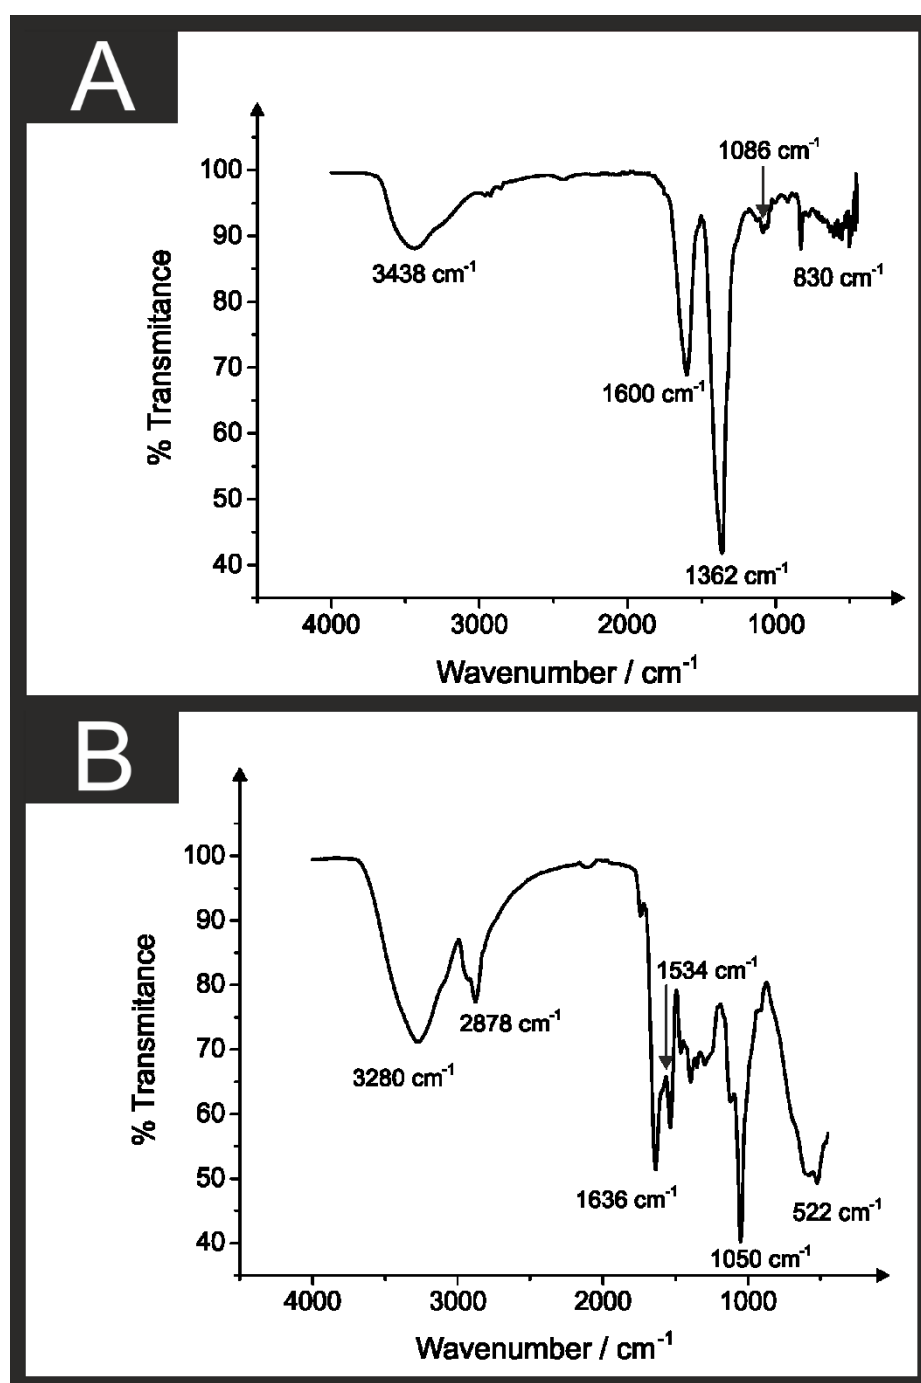 A
1086 cm⁻¹
100
90
3438 cm⁻¹
830 cm⁻¹
80
70
1600 cm⁻¹
60
50
40
1362 cm⁻¹
% Transmitance
4000 3000 2000 1000
Wavenumber / cm⁻¹
B
100
90
1534 cm⁻¹
80
2878 cm⁻¹
70
3280 cm⁻¹
60
50
1636 cm⁻¹
522 cm⁻¹
40
1050 cm⁻¹
% Transmitance
4000 3000 2000 1000
Wavenumber / cm⁻¹